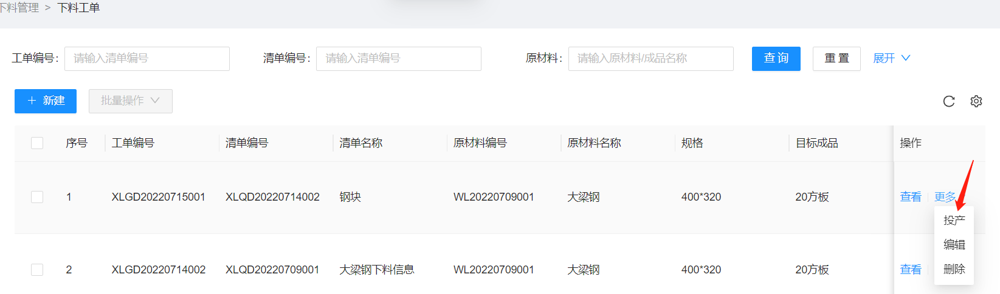 下料管理 > 下料工单
工单编号: 请输入清单编号 清单编号: 请输入清单编号 原材料: 请输入原材料/成品名称 查 询 重 置 展开
+ 新建 批量操作
序号 工单编号 清单编号 清单名称 原材料编号 原材料名称 规格 目标成品 操作
1 XLGD20220715001 XLQD20220714002 钢块 WL20220709001 大梁钢 400*320 20方板 查看 更多
投产
编辑
2 XLGD20220714002 XLQD20220709001 大梁钢下料信息 WL20220709001 大梁钢 400*320 20方板 查看 删除